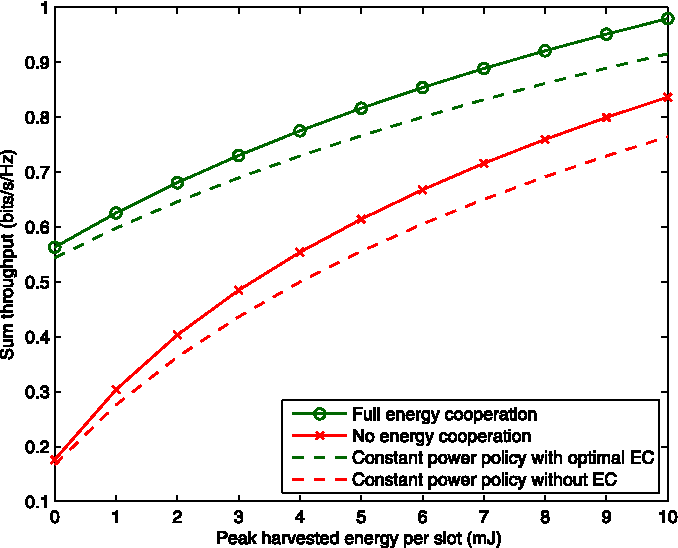 1
0.9
0.8
0.7
0.6
0.5
0.4
0.3
0.2
0.1
Sum throughput (bits/s/Hz)
Full energy cooperation
No energy cooperation
Constant power policy with optimal EC
Constant power policy without EC
0 1 2 3 4 5 6 7 8 9 10
Peak harvested energy per slot (mJ)